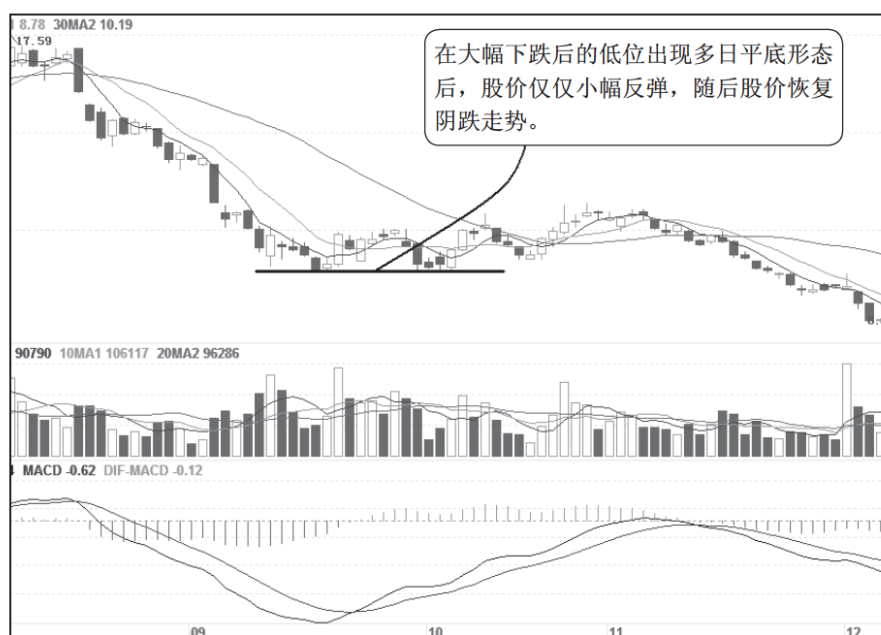 8.78 30MA2 10.19
17.59
在大幅下跌后的低位出现多日平底形态
后，股价仅仅小幅反弹，随后股价恢复
阴跌走势。
90790 10MA1 106117 20MA2 96286
MACD -0.62 DIF-MACD -0.12
09 10 11 12